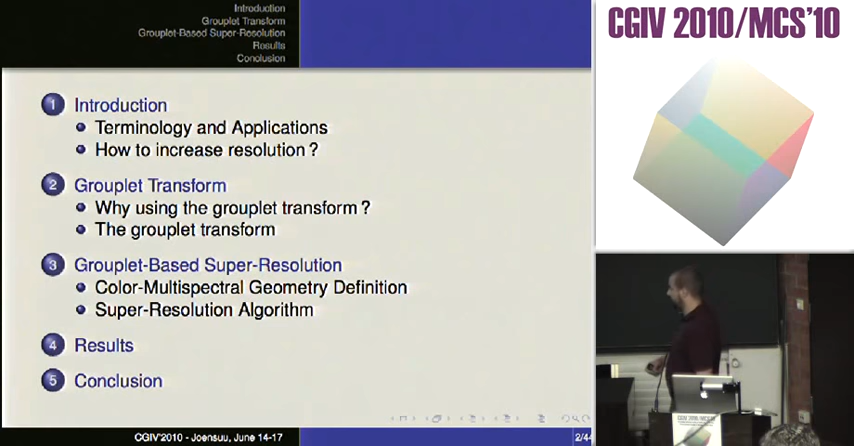 Introduction
Grouplet Transform
Grouplet-Based Super-Resolution
Results
Conclusion
CGIV 2010/MCS'10
1 Introduction
Terminology and Applications
How to increase resolution ?
2 Grouplet Transform
Why using the grouplet transform ?
The grouplet transform
3 Grouplet-Based Super-Resolution
Color-Multispectral Geometry Definition
Super-Resolution Algorithm
4 Results
5 Conclusion
CGIV'2010 - Joensuu, June 14-17
2/44